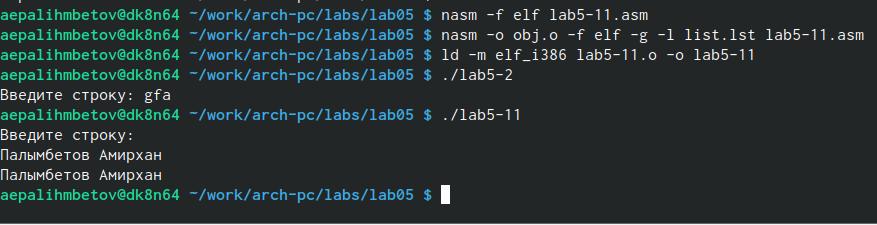 aepalihmbetov@dk8n64 ~/work/arch-pc/labs/lab05 $ nasm -f elf lab5-11.asm
aepalihmbetov@dk8n64 ~/work/arch-pc/labs/lab05 $ nasm -o obj.o -f elf -g -l list.lst lab5-11.asm
aepalihmbetov@dk8n64 ~/work/arch-pc/labs/lab05 $ ld -m elf_i386 lab5-11.o -o lab5-11
aepalihmbetov@dk8n64 ~/work/arch-pc/labs/lab05 $ ./lab5-2
Введите строку: gfa
aepalihmbetov@dk8n64 ~/work/arch-pc/labs/lab05 $ ./lab5-11
Введите строку:
Палымбетов Амирхан
Палымбетов Амирхан
aepalihmbetov@dk8n64 ~/work/arch-pc/labs/lab05 $